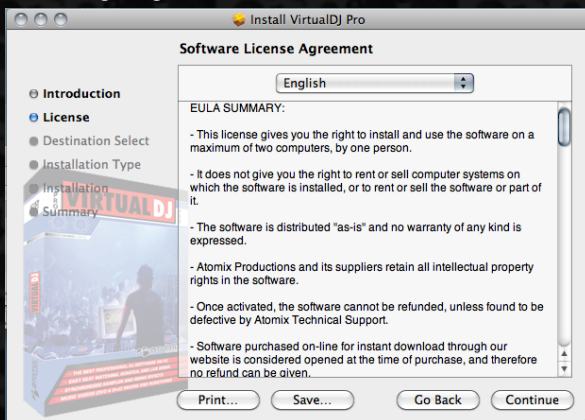 Install VirtualDJ Pro
Software License Agreement
English
Introduction
License
Destination Select
Installation Type
Installation
Summary
EULA SUMMARY:
- This license gives you the right to install and use the software on a
maximum of two computers, by one person.
- It does not give you the right to rent or sell computer systems on
which the software is installed, or to rent or sell the software or part of
it.
- The software is distributed "as-is" and no warranty of any kind is
expressed.
- Atomix Productions and its suppliers retain all intellectual property
rights in the software.
- Once activated, the software cannot be refunded, unless found to be
defective by Atomix Technical Support.
- Software purchased on-line for instant download through our
website is considered opened at the time of purchase, and therefore
no refund can be given.
VIRTUAL DJ
VIRTUAL DJ
Print...
Save...
Go Back
Continue